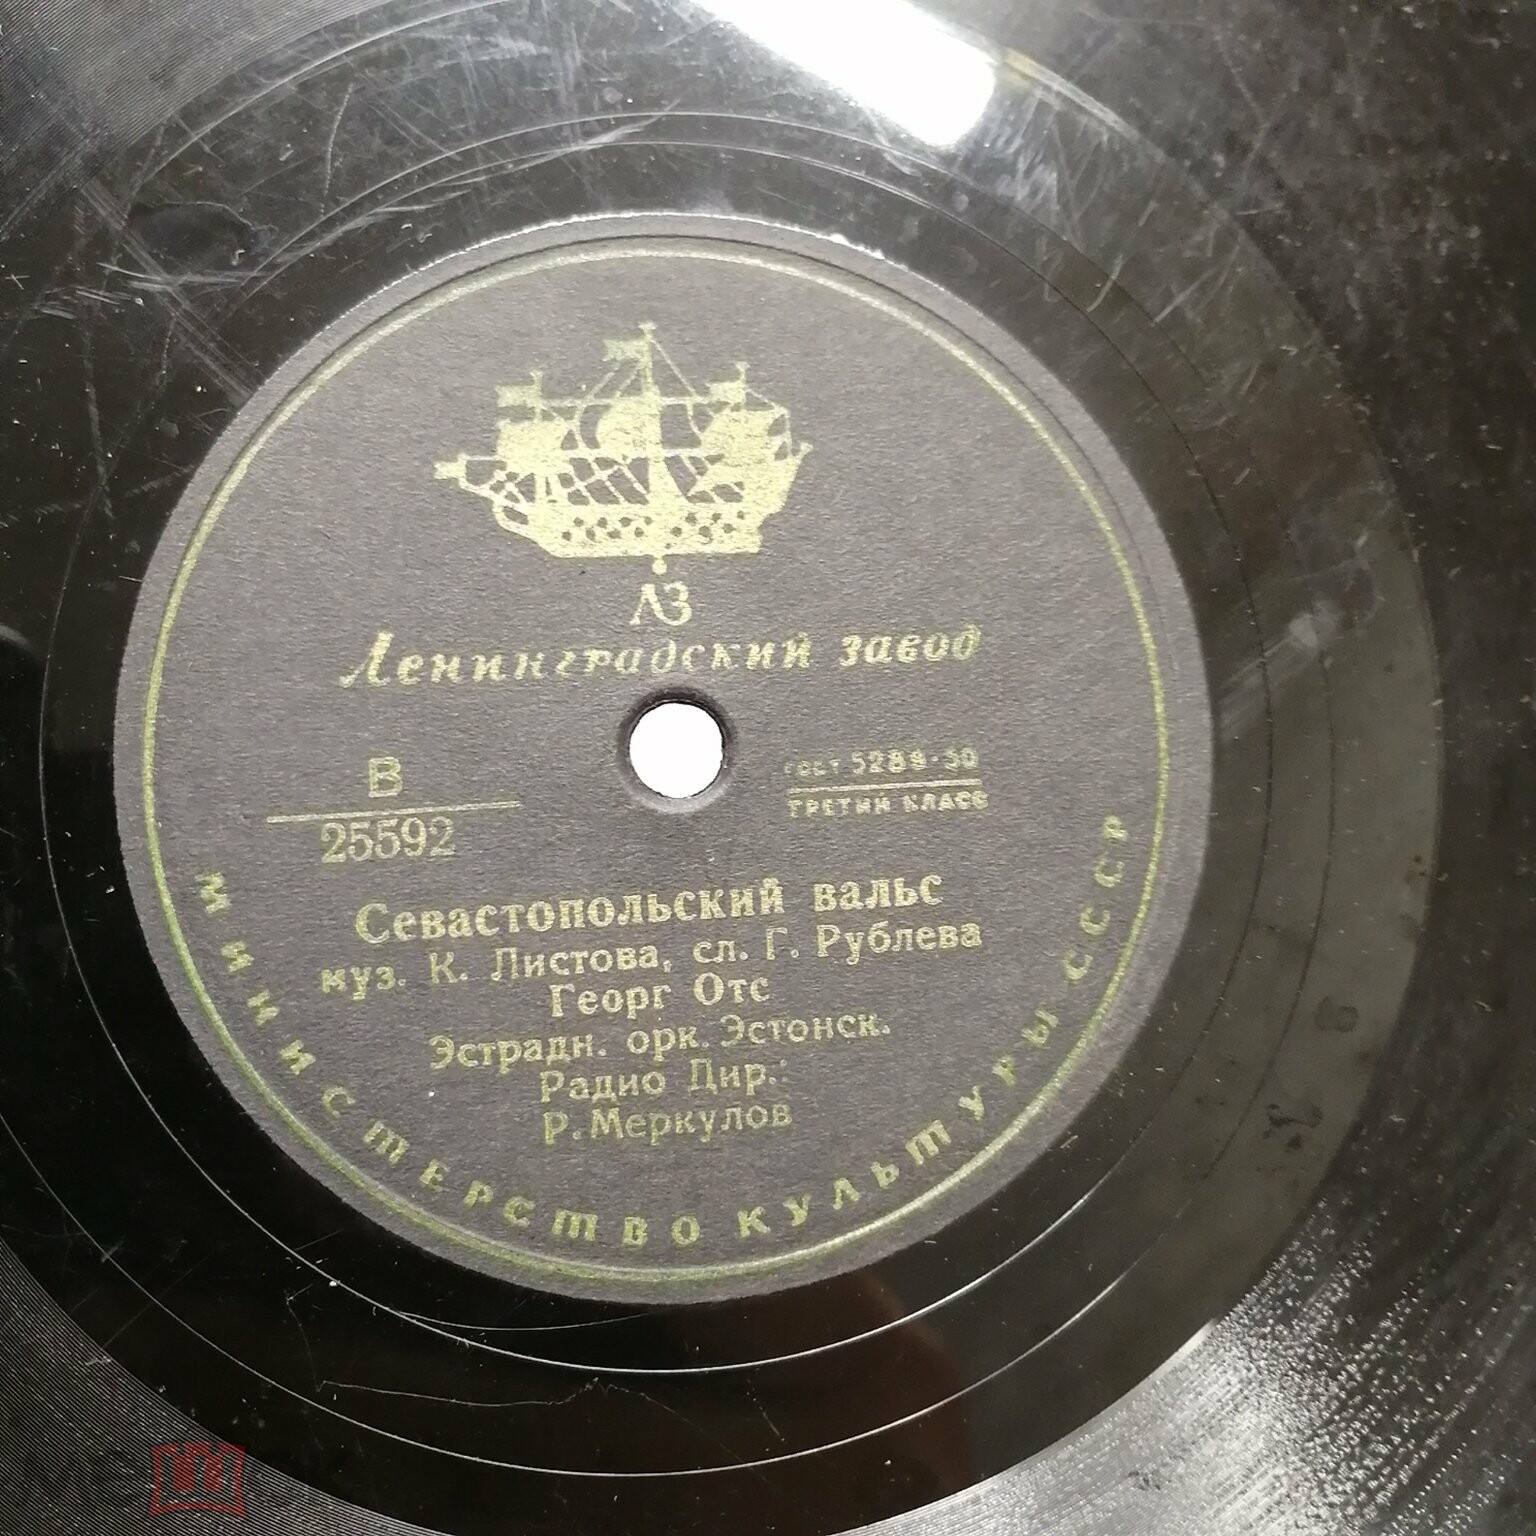 ЛЗ
Ленинградский завод
В
25592
ГОСТ 5289-50
ТРЕТИЙ КЛАСС
Севастопольский вальс
муз. К. Листова, сл. Г. Рублева
Георг Отс
Эстрадн. орк. Эстонск.
Радио Дир.:
Р. Меркулов
МИНИСТЕРСТВО КУЛЬТУРЫ СССР